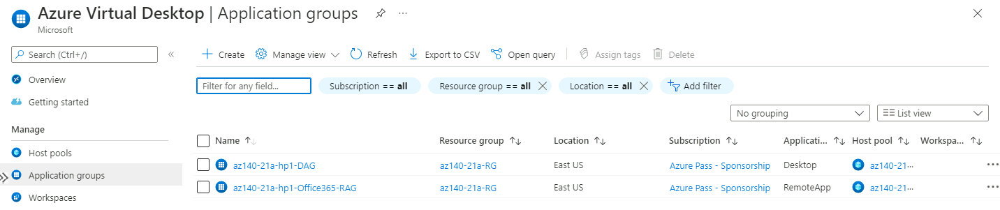 Azure Virtual Desktop | Application groups ...
Microsoft
Search (Ctrl+/)
Overview
Getting started
Manage
Host pools
Application groups
Workspaces
Create Manage view Refresh Export to CSV Open query Assign tags Delete
Filter for any field... Subscription == all Resource group == all Location == all Add filter
No grouping List view
Name Resource group Location Subscription Applicati... Host pool Workspa...
az140-21a-hp1-DAG az140-21a-RG East US Azure Pass - Sponsorship Desktop az140-21... ...
az140-21a-hp1-Office365-RAG az140-21a-RG East US Azure Pass - Sponsorship RemoteApp az140-21... ...